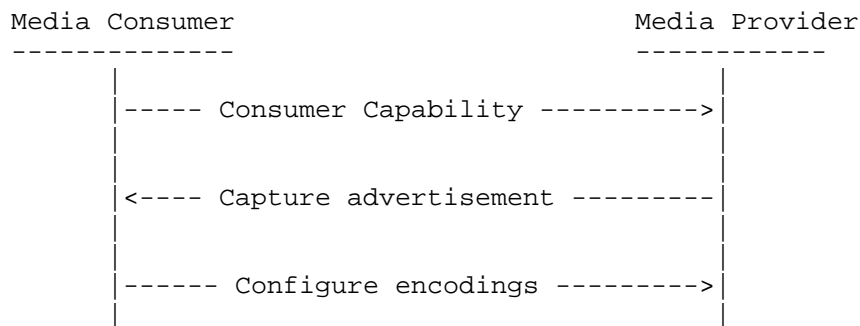 Media Consumer                         Media Provider
--------------                         ------------
|                                       |
|----- Consumer Capability ---------->|
|                                       |
|                                       |
|<---- Capture advertisement ---------|
|                                       |
|                                       |
|------ Configure encodings --------->|
|                                       |